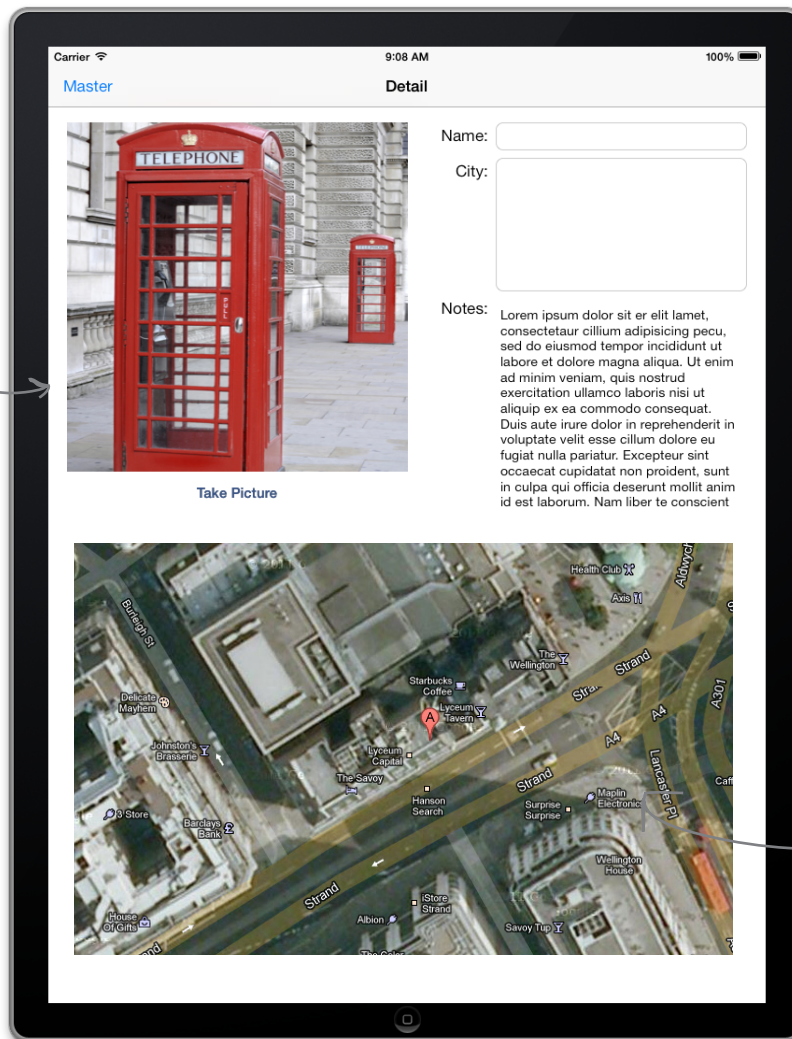 Carrier 9:08 AM 100%
Master Detail
TELEPHONE
Name:
City:
Notes:
Lorem ipsum dolor sit er elit lamet,
consectetaur cillium adipisicing pecu,
sed do eiusmod tempor incididunt ut
labore et dolore magna aliqua. Ut enim
ad minim veniam, quis nostrud
exercitation ullamco laboris nisi ut
aliquip ex ea commodo consequat.
Duis aute irure dolor in reprehenderit in
voluptate velit esse cillum dolore eu
fugiat nulla pariatur. Excepteur sint
occaecat cupidatat non proident, sunt
in culpa qui officia deserunt mollit anim
id est laborum. Nam liber te conscient
Take Picture
Health Club
Aldwych
Axis
Burleigh St
The
Wellington
Strand
Starbucks
Coffee
A301
Delicate
Mayhem
A
Lyceum
Tavern
A4
A4
Johnston's
Brasserie
Lyceum
Capital
The Savoy
Strand
Lancaster Pl
Hanson
Search
Maplin
Electronics
Surprise
Surprise
3 Store
Barclays
Bank
Wellington
House
Strand
iStore
Strand
House
Of Gifts
Albion
Savoy Tup